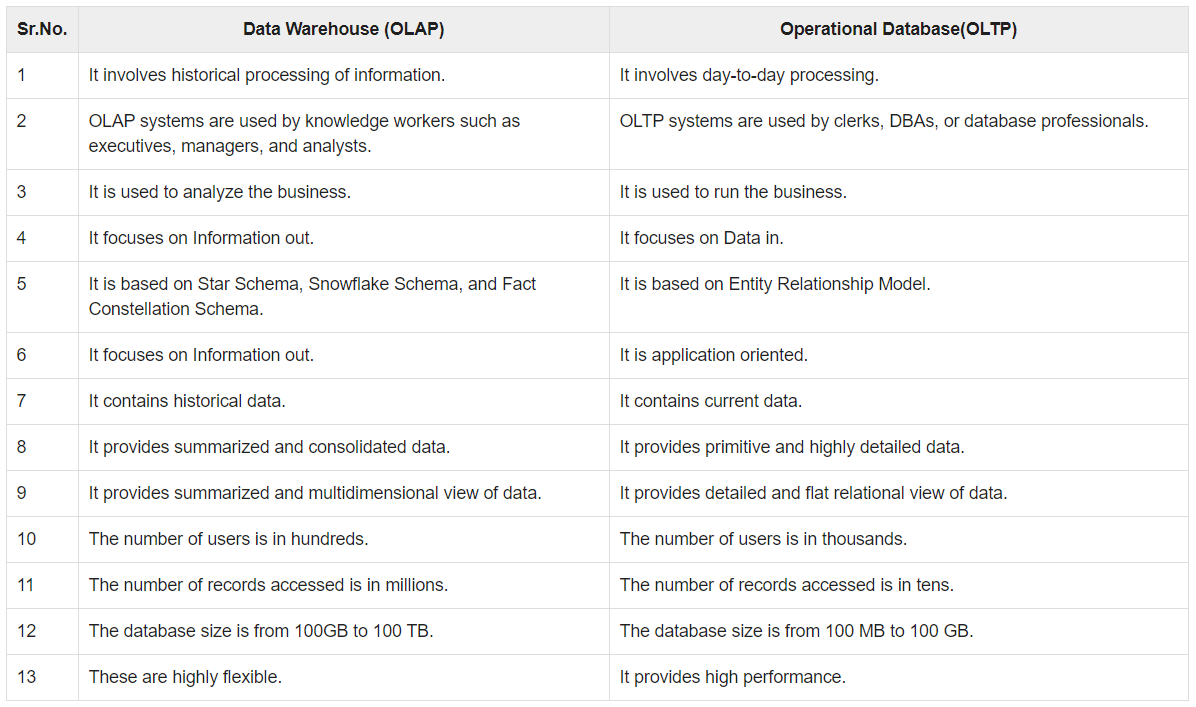 Sr.No. Data Warehouse (OLAP) Operational Database(OLTP)
1 It involves historical processing of information. It involves day-to-day processing.
2 OLAP systems are used by knowledge workers such as OLTP systems are used by clerks, DBAs, or database professionals.
executives, managers, and analysts.
3 It is used to analyze the business. It is used to run the business.
4 It focuses on Information out. It focuses on Data in.
5 It is based on Star Schema, Snowflake Schema, and Fact It is based on Entity Relationship Model.
Constellation Schema.
6 It focuses on Information out. It is application oriented.
7 It contains historical data. It contains current data.
8 It provides summarized and consolidated data. It provides primitive and highly detailed data.
9 It provides summarized and multidimensional view of data. It provides detailed and flat relational view of data.
10 The number of users is in hundreds. The number of users is in thousands.
11 The number of records accessed is in millions. The number of records accessed is in tens.
12 The database size is from 100GB to 100 TB. The database size is from 100 MB to 100 GB.
13 These are highly flexible. It provides high performance.